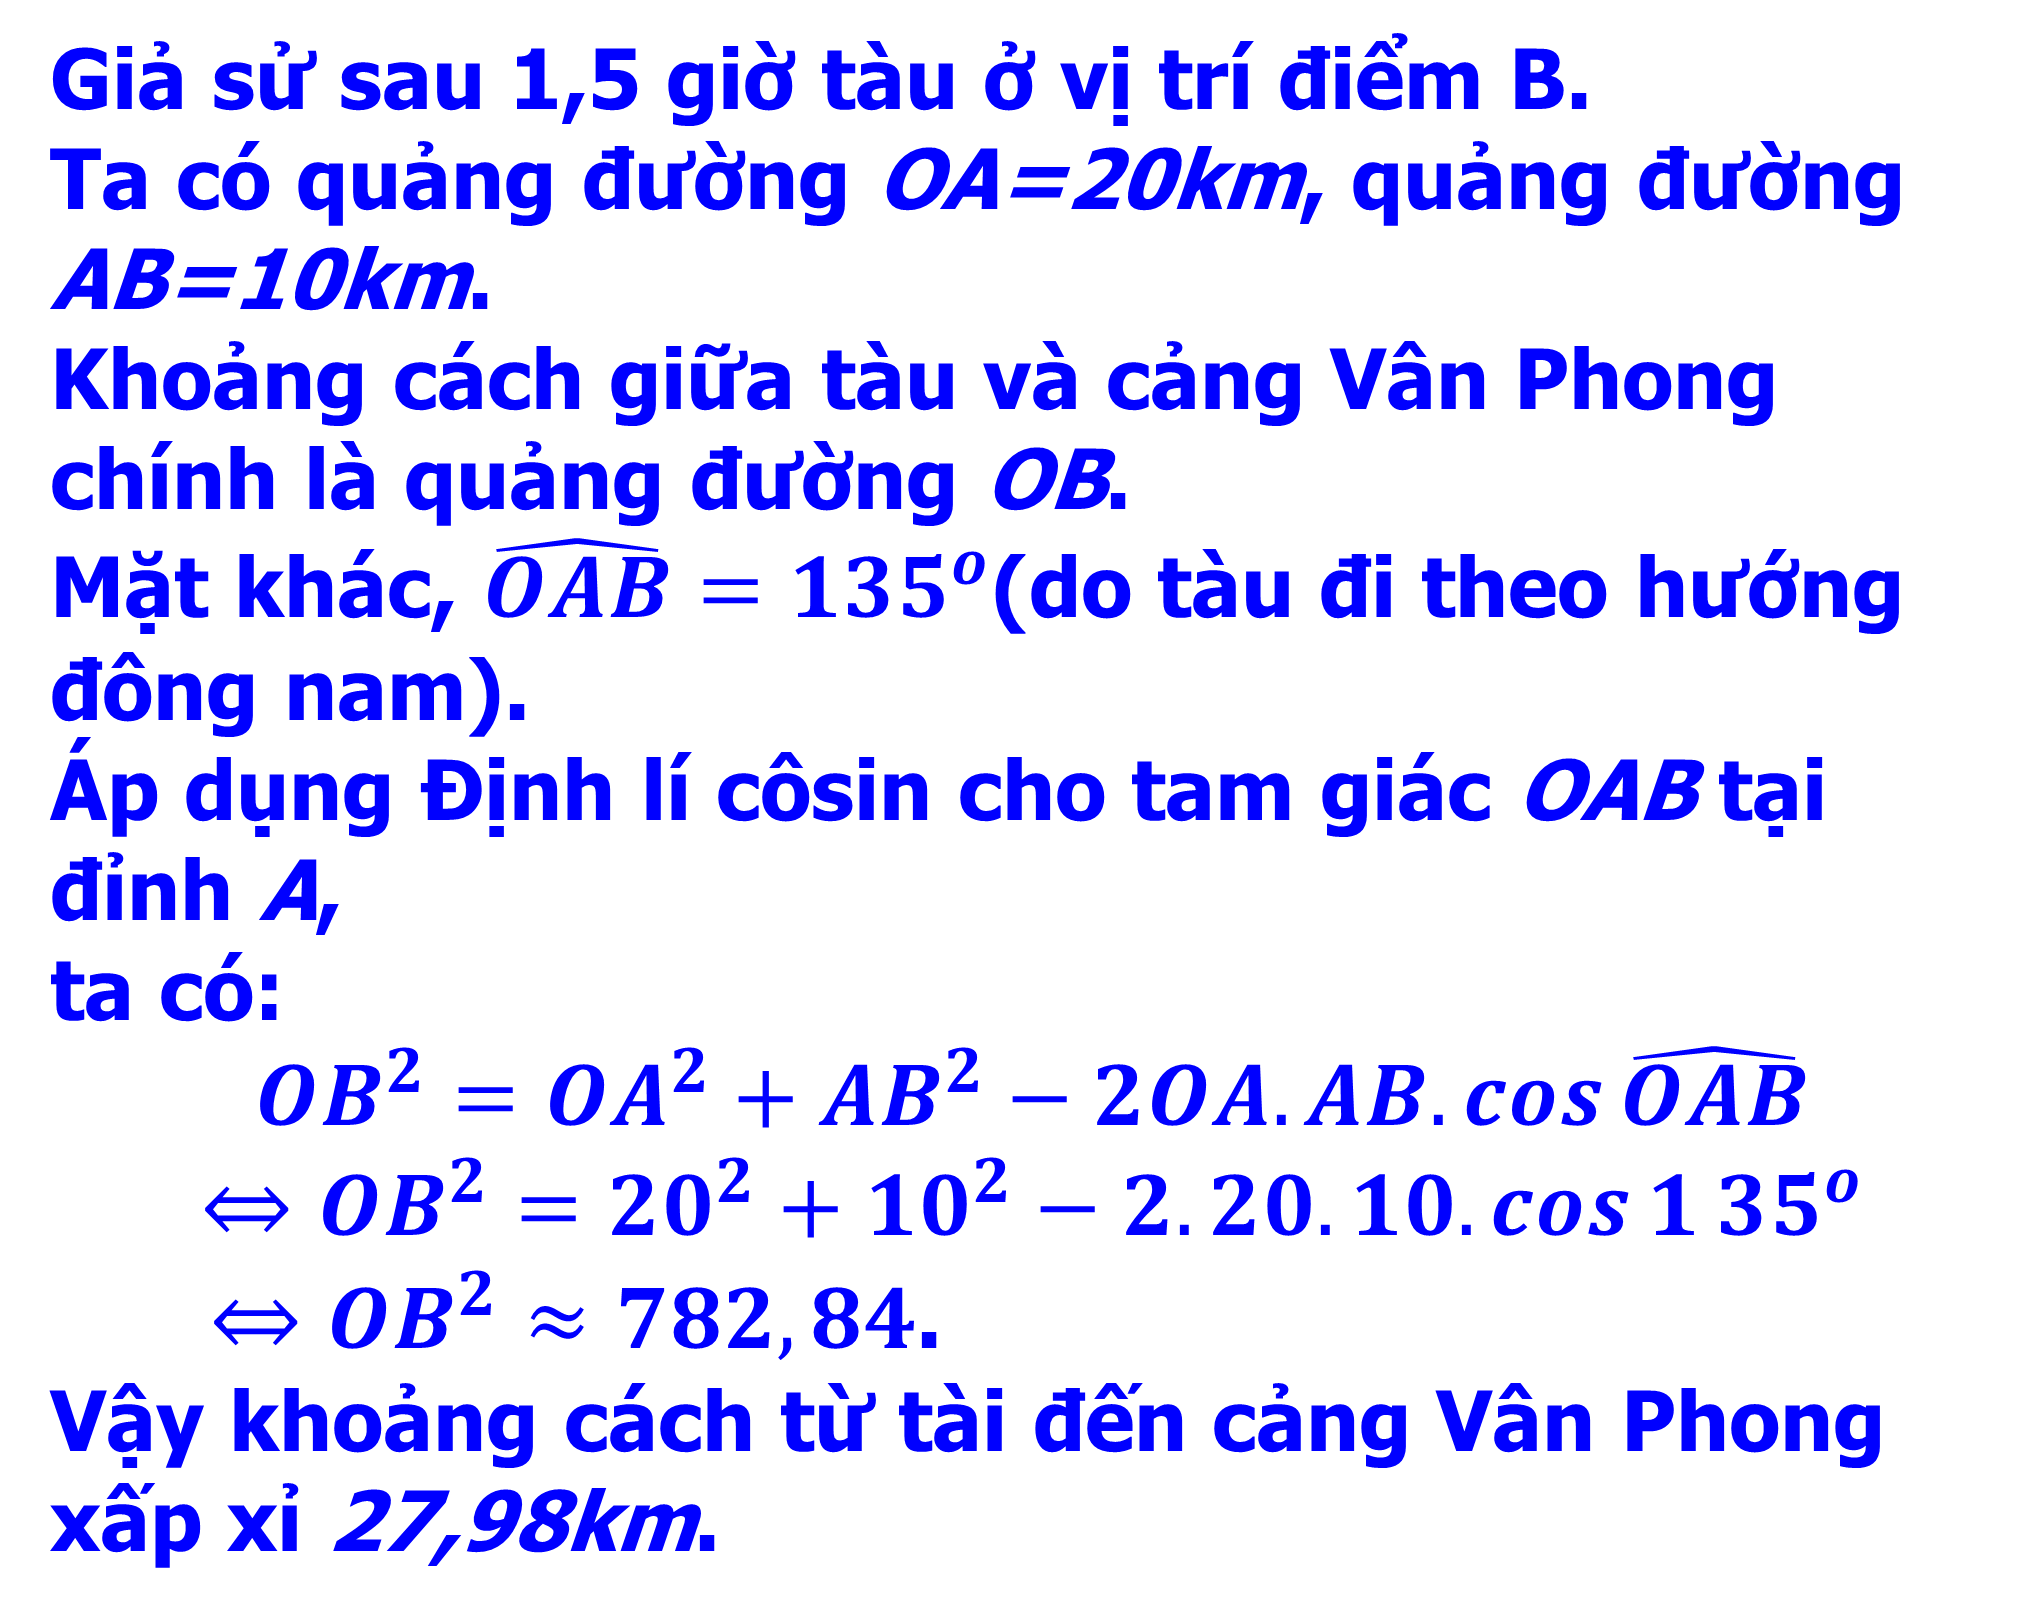 Giả sử sau 1,5 giờ tàu ở vị trí điểm B.
Ta có quảng đường OA=20km, quảng đường
AB=10km.
Khoảng cách giữa tàu và cảng Vân Phong
chính là quảng đường OB.
Mặt khác, $\widehat{OAB} = 135^o$(do tàu đi theo hướng
đông nam).
Áp dụng Định lí côsin cho tam giác OAB tại
đỉnh A,
ta có:
$OB^2 = OA^2 + AB^2 - 2OA.AB.cos\widehat{OAB}$
$\Leftrightarrow OB^2 = 20^2 + 10^2 - 2.20.10.cos 1 35^o$
$\Leftrightarrow OB^2 \approx 782,84.$
Vậy khoảng cách từ tài đến cảng Vân Phong
xấp xỉ 27,98km.